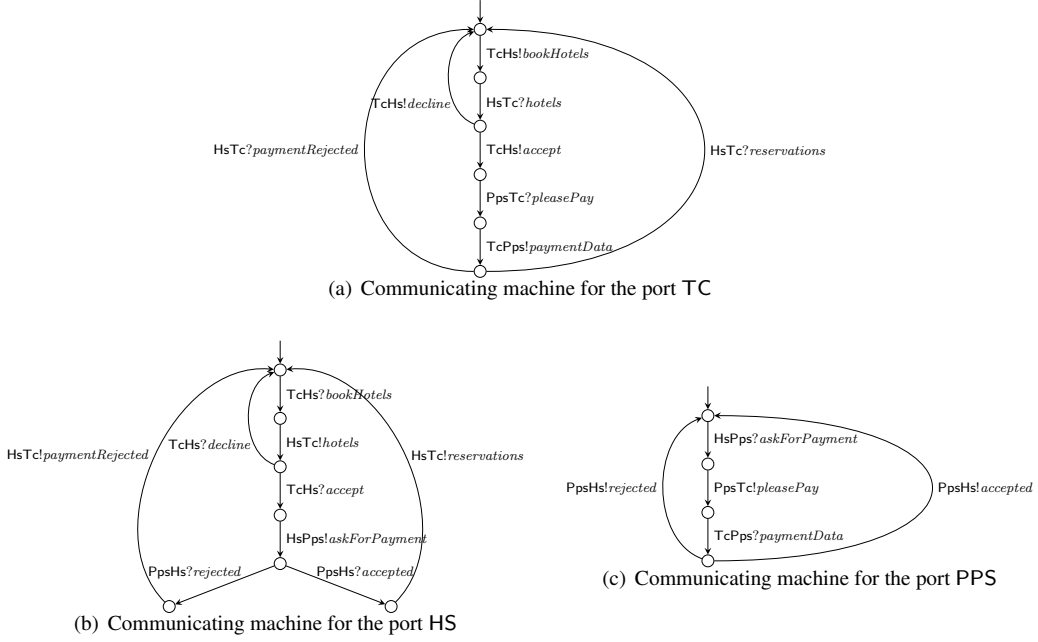 TcHs!bookHotels
TcHs!decline
HsTc?hotels
HsTc?paymentRejected
TcHs!accept
HsTc?reservations
PpsTc?pleasePay
TcPps!paymentData
(a) Communicating machine for the port TC
TcHs?bookHotels
HsTc!paymentRejected
TcHs?decline
HsTc!hotels
HsTc!reservations
TcHs?accept
HsPps!askForPayment
PpsHs?rejected
PpsHs?accepted
(b) Communicating machine for the port HS
HsPps?askForPayment
PpsHs!rejected
PpsTc!pleasePay
PpsHs!accepted
TcPps?paymentData
(c) Communicating machine for the port PPS